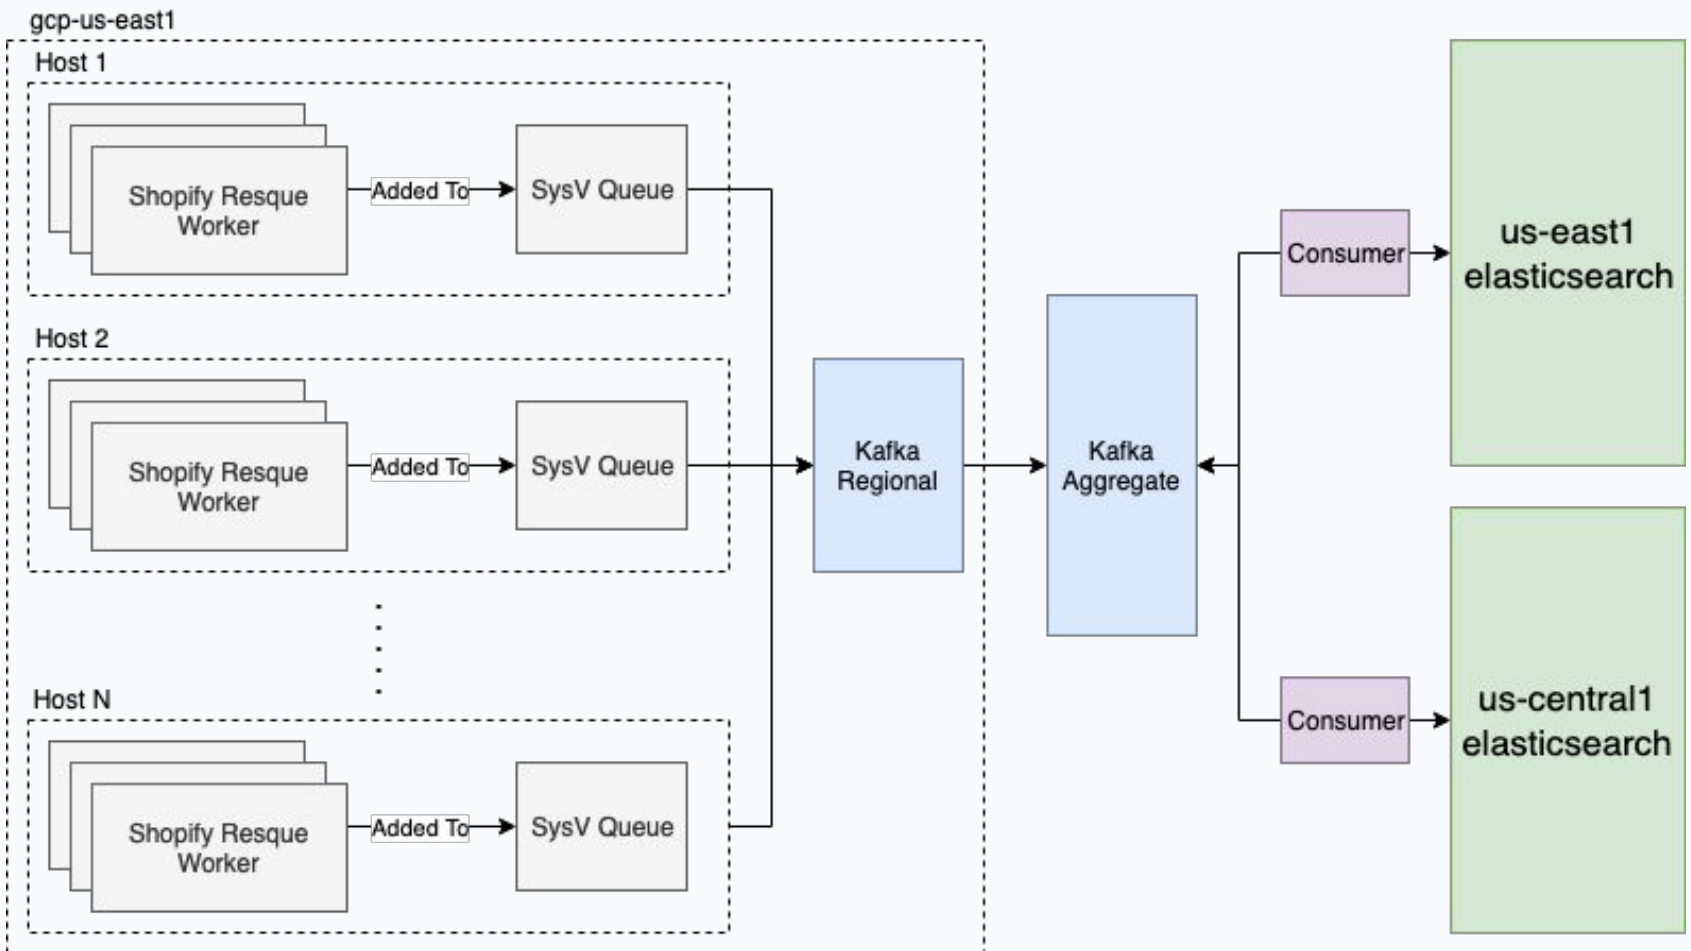 gcp-us-east1
Host 1
Shopify Resque
Worker
Added To
SysV Queue
Host 2
Shopify Resque
Worker
Added To
SysV Queue
Host N
Shopify Resque
Worker
Added To
SysV Queue
Kafka
Regional
Kafka
Aggregate
Consumer
us-east1
elasticsearch
Consumer
us-central1
elasticsearch